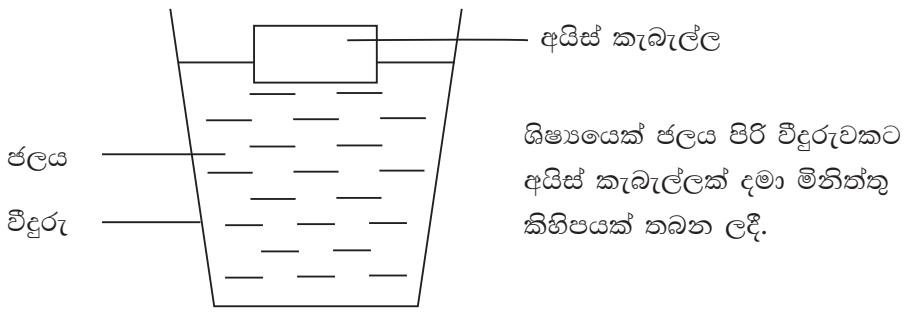 අයිස් කැබැල්ල
ශිෂ්‍යයෙක් ජලය පිරි වීදුරුවකට
අයිස් කැබැල්ලක් දමා මිනිත්තු
කිහිපයක් තබන ලදී.
ජලය
වීදුරු